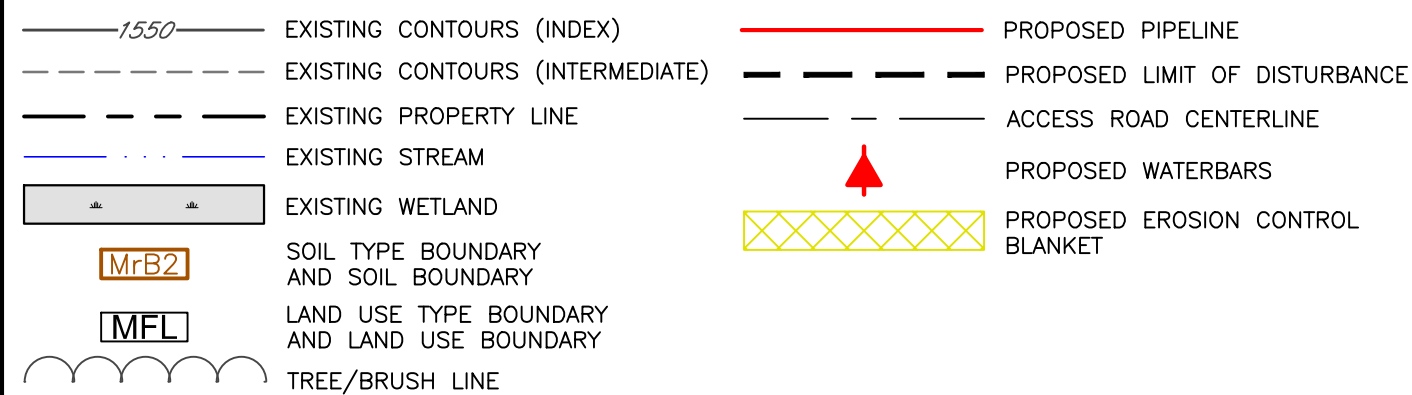 1550 EXISTING CONTOURS (INDEX)
EXISTING CONTOURS (INTERMEDIATE)
EXISTING PROPERTY LINE
EXISTING STREAM
EXISTING WETLAND
MrB2 SOIL TYPE BOUNDARY
AND SOIL BOUNDARY
MFL LAND USE TYPE BOUNDARY
AND LAND USE BOUNDARY
TREE/BRUSH LINE
PROPOSED PIPELINE
PROPOSED LIMIT OF DISTURBANCE
ACCESS ROAD CENTERLINE
PROPOSED WATERBARS
PROPOSED EROSION CONTROL
BLANKET